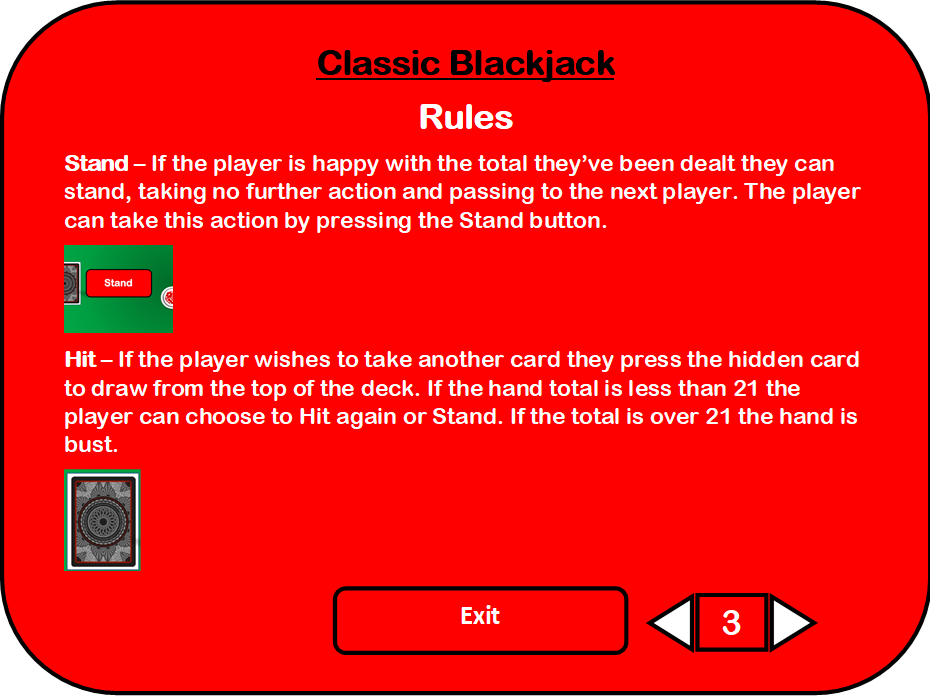 Classic Blackjack
Rules
Stand – If the player is happy with the total they’ve been dealt they can
stand, taking no further action and passing to the next player. The player
can take this action by pressing the Stand button.
Stand
Hit – If the player wishes to take another card they press the hidden card
to draw from the top of the deck. If the hand total is less than 21 the
player can choose to Hit again or Stand. If the total is over 21 the hand is
bust.
Exit
3